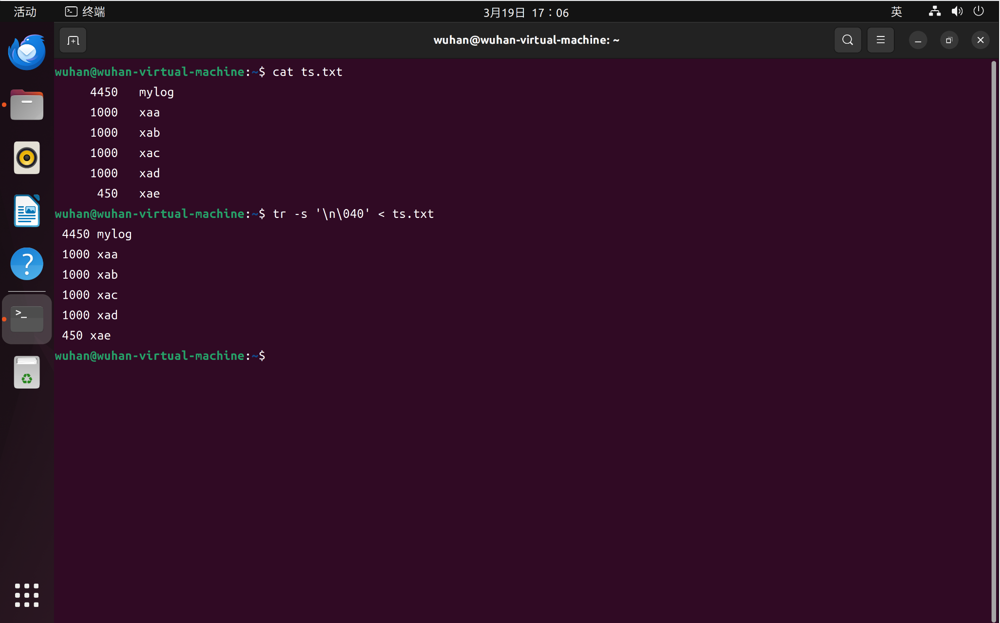 活动 终端 3月19日 17：06 英
wuhan@wuhan-virtual-machine: ~
wuhan@wuhan-virtual-machine:~$ cat ts.txt
     4450   mylog
     1000   xaa
     1000   xab
     1000   xac
     1000   xad
      450   xae
wuhan@wuhan-virtual-machine:~$ tr -s '\n\040' < ts.txt
 4450 mylog
 1000 xaa
 1000 xab
 1000 xac
 1000 xad
 450 xae
wuhan@wuhan-virtual-machine:~$